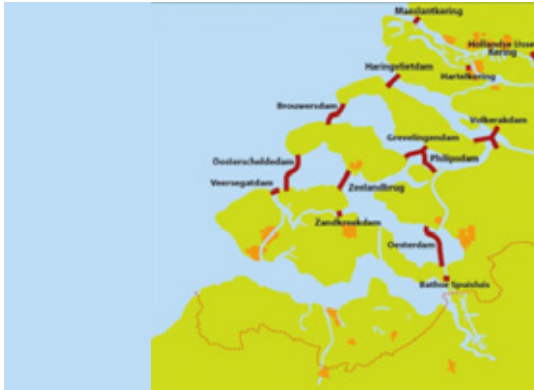 Maeslantkering
Hollandse IJssel
Kering
Haringvlietdam
Hartelkering
Brouwersdam
Volkerakdam
Grevelingendam
Philipsdam
Oosterscheldedam
Veersegatdam
Zeelandbrug
Zandkreekdam
Oesterdam
Bathse Spuisluis